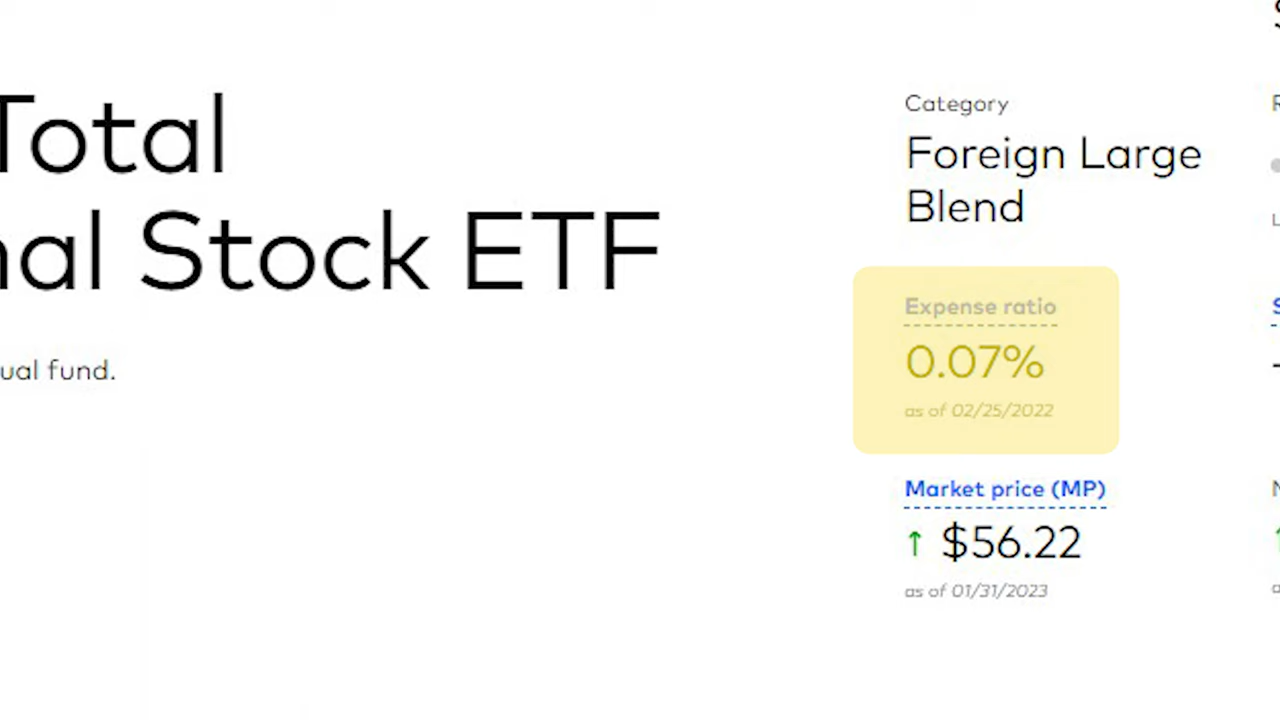 Total
nal Stock ETF
ual fund.
Category
Foreign Large
Blend
Expense ratio
0.07%
as of 02/25/2022
Market price (MP)
↑ $56.22
as of 01/31/2023